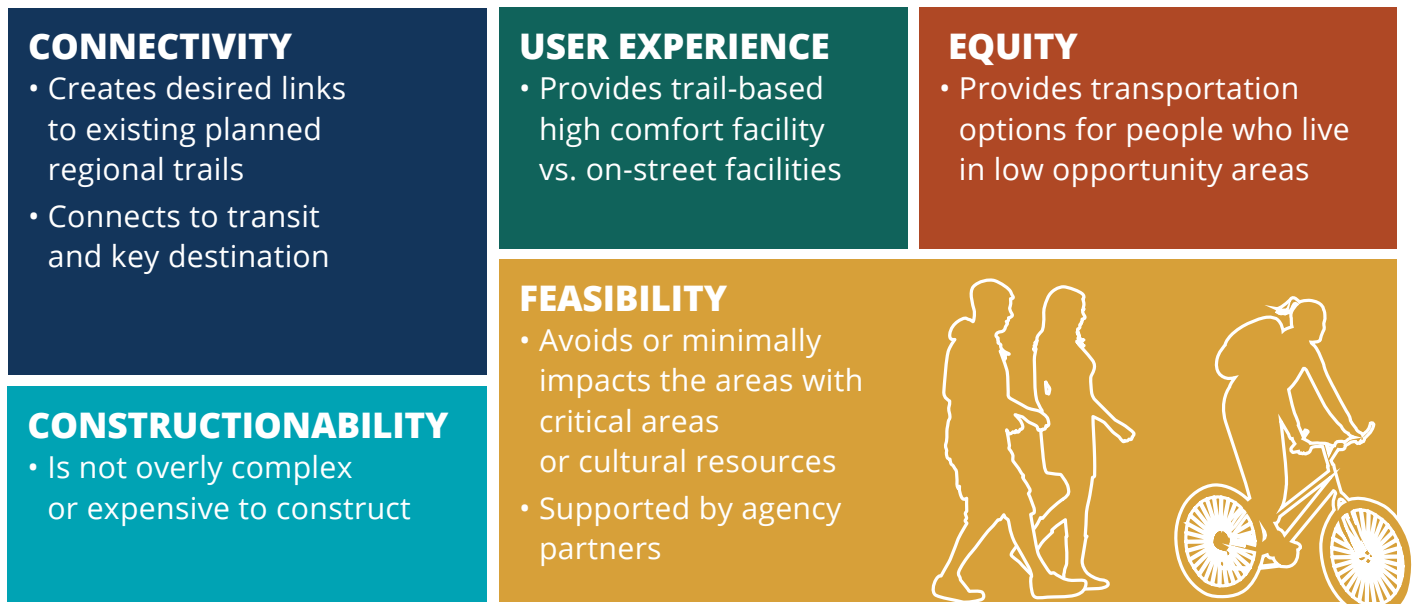 CONNECTIVITY
• Creates desired links
to existing planned
regional trails
• Connects to transit
and key destination
USER EXPERIENCE
• Provides trail-based
high comfort facility
vs. on-street facilities
EQUITY
• Provides transportation
options for people who live
in low opportunity areas
CONSTRUCTIONABILITY
• Is not overly complex
or expensive to construct
FEASIBILITY
• Avoids or minimally
impacts the areas with
critical areas
or cultural resources
• Supported by agency
partners